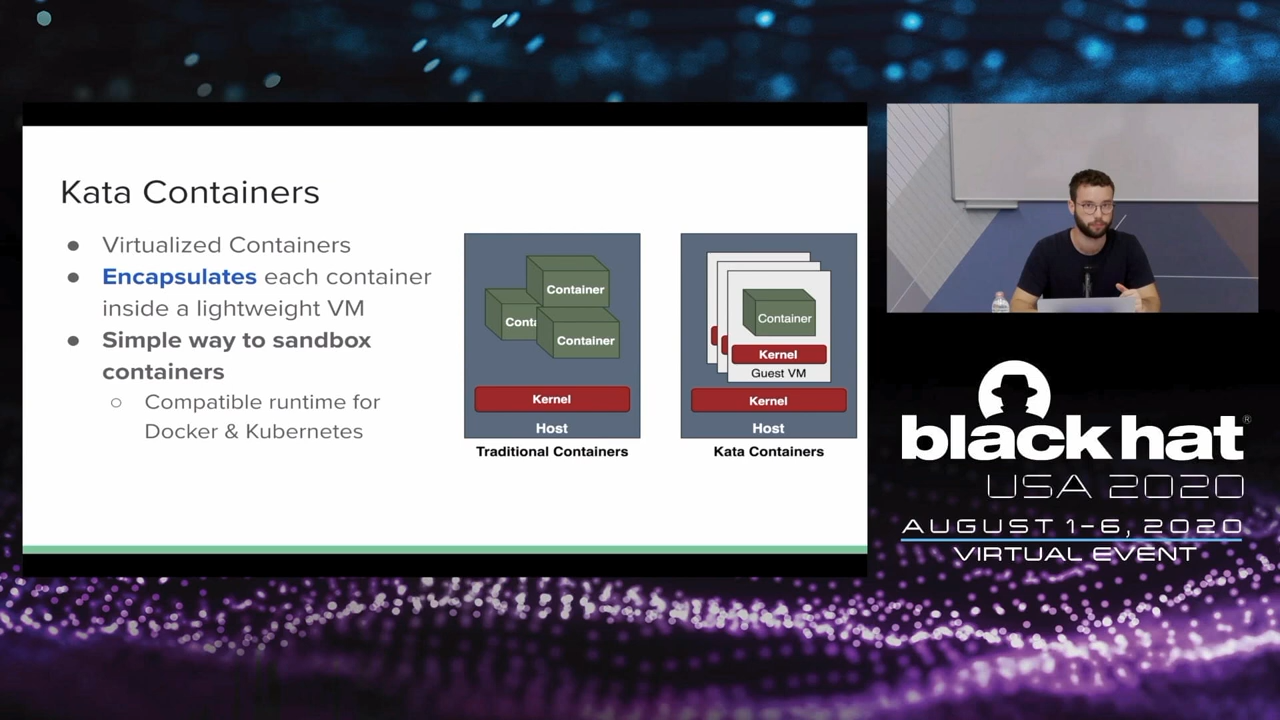 Kata Containers
● Virtualized Containers
● Encapsulates each container
inside a lightweight VM
● Simple way to sandbox
containers
○ Compatible runtime for
Docker & Kubernetes
Container
Conta
Container
Kernel
Host
Traditional Containers
Container
Kernel
Guest VM
Kernel
Host
Kata Containers
black hat®
USA 2020
AUGUST 1-6, 2020
VIRTUAL EVENT